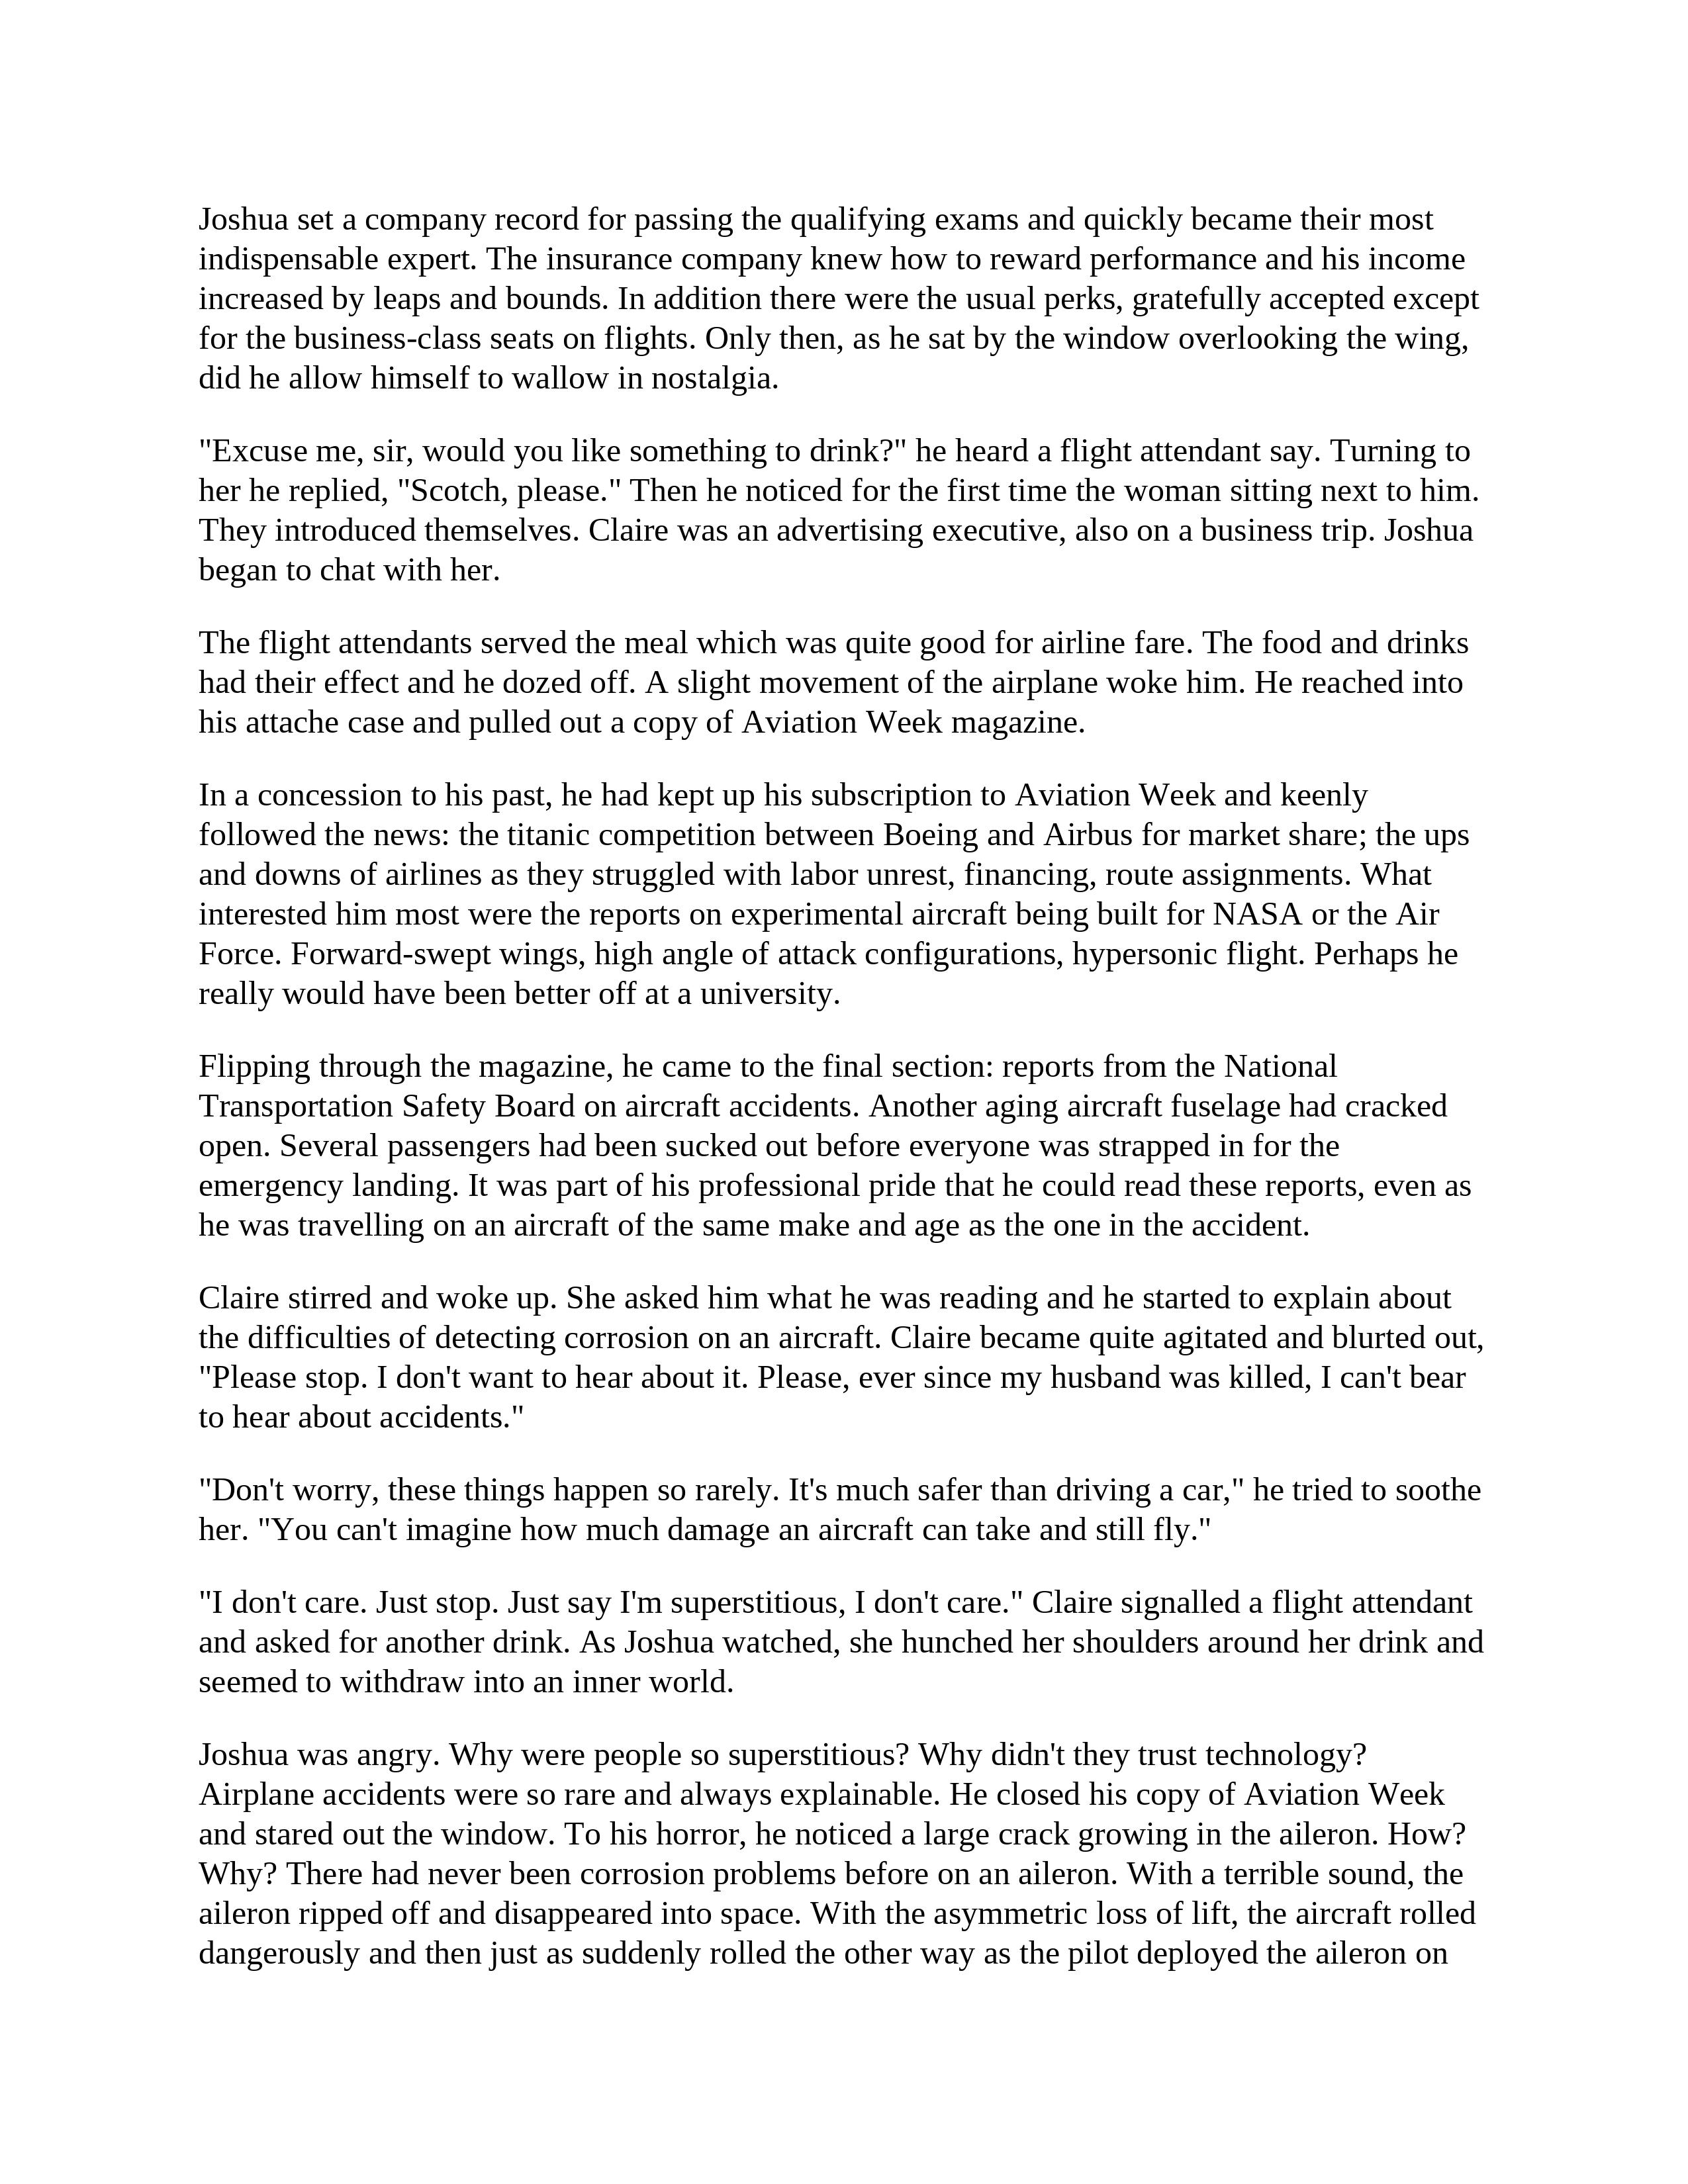 Joshua set a company record for passing the qualifying exams and quickly became their most
indispensable expert. The insurance company knew how to reward performance and his income
increased by leaps and bounds. In addition there were the usual perks, gratefully accepted except
for the business-class seats on flights. Only then, as he sat by the window overlooking the wing,
did he allow himself to wallow in nostalgia.
"Excuse me, sir, would you like something to drink?" he heard a flight attendant say. Turning to
her he replied, "Scotch, please." Then he noticed for the first time the woman sitting next to him.
They introduced themselves. Claire was an advertising executive, also on a business trip. Joshua
began to chat with her.
The flight attendants served the meal which was quite good for airline fare. The food and drinks
had their effect and he dozed off. A slight movement of the airplane woke him. He reached into
his attache case and pulled out a copy of Aviation Week magazine.
In a concession to his past, he had kept up his subscription to Aviation Week and keenly
followed the news: the titanic competition between Boeing and Airbus for market share; the ups
and downs of airlines as they struggled with labor unrest, financing, route assignments. What
interested him most were the reports on experimental aircraft being built for NASA or the Air
Force. Forward-swept wings, high angle of attack configurations, hypersonic flight. Perhaps he
really would have been better off at a university.
Flipping through the magazine, he came to the final section: reports from the National
Transportation Safety Board on aircraft accidents. Another aging aircraft fuselage had cracked
open. Several passengers had been sucked out before everyone was strapped in for the
emergency landing. It was part of his professional pride that he could read these reports, even as
he was travelling on an aircraft of the same make and age as the one in the accident.
Claire stirred and woke up. She asked him what he was reading and he started to explain about
the difficulties of detecting corrosion on an aircraft. Claire became quite agitated and blurted out,
"Please stop. I don't want to hear about it. Please, ever since my husband was killed, I can't bear
to hear about accidents."
"Don't worry, these things happen so rarely. It's much safer than driving a car," he tried to soothe
her. "You can't imagine how much damage an aircraft can take and still fly."
"I don't care. Just stop. Just say I'm superstitious, I don't care." Claire signalled a flight attendant
and asked for another drink. As Joshua watched, she hunched her shoulders around her drink and
seemed to withdraw into an inner world.
Joshua was angry. Why were people so superstitious? Why didn't they trust technology?
Airplane accidents were so rare and always explainable. He closed his copy of Aviation Week
and stared out the window. To his horror, he noticed a large crack growing in the aileron. How?
Why? There had never been corrosion problems before on an aileron. With a terrible sound, the
aileron ripped off and disappeared into space. With the asymmetric loss of lift, the aircraft rolled
dangerously and then just as suddenly rolled the other way as the pilot deployed the aileron on